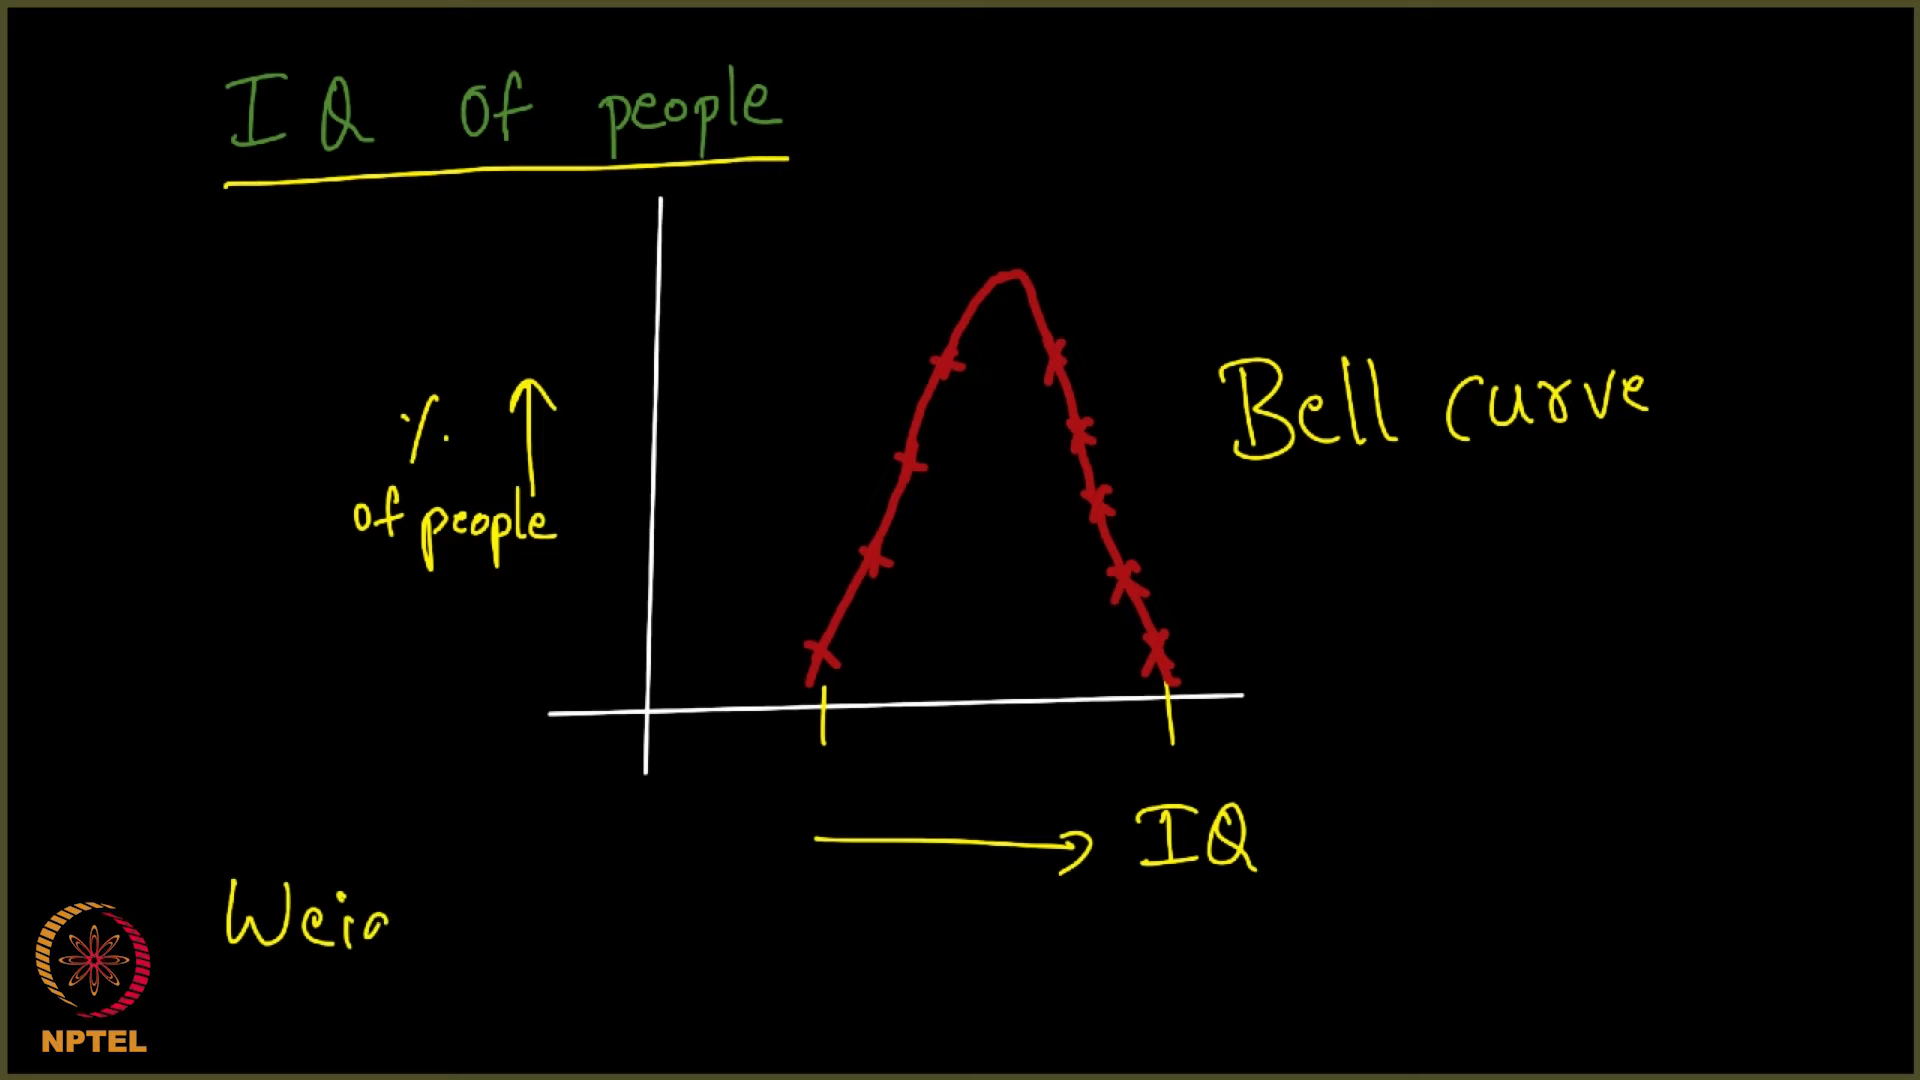 IQ of people
% of people
Bell curve
IQ
Wei
NPTEL